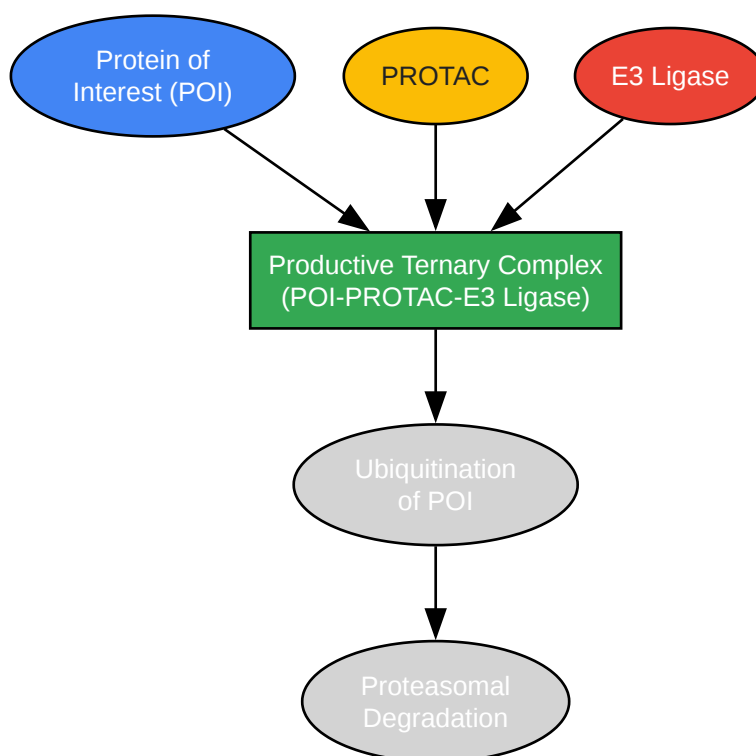 Protein of
Interest (POI)
PROTAC
E3 Ligase
Productive Ternary Complex
(POI-PROTAC-E3 Ligase)
Ubiquitination
of POI
Proteasomal
Degradation